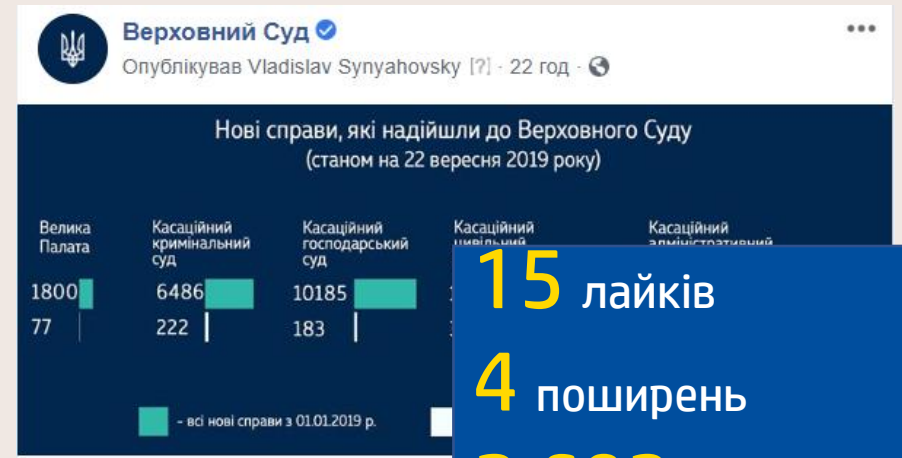 Верховний Суд
Опублікував Vladislav Synyahovsky [?] · 22 год ·
Нові справи, які надійшли до Верховного Суду
(станом на 22 вересня 2019 року)
Велика Палата
Касаційний кримінальний суд
Касаційний господарський суд
Касаційний цивільний
Касаційний адміністративний
1800 6486 10185
77 222 183
- всі нові справи з 01.01.2019 р.
15 лайків
4 поширень